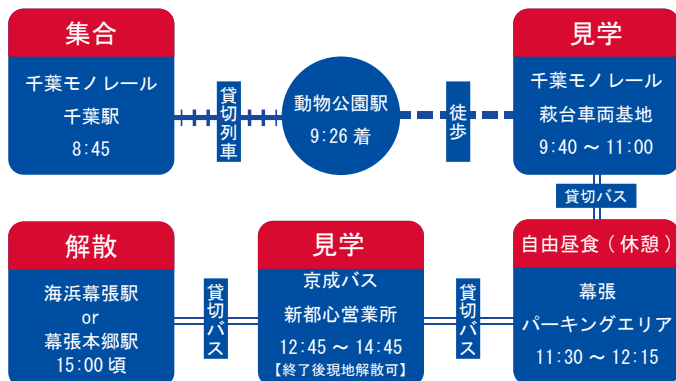 集合
千葉モノレール
千葉駅
8:45
貸切列車
動物公園駅
9:26 着
徒歩
見学
千葉モノレール
萩台車両基地
9:40 ～ 11:00
貸切バス
自由昼食 ( 休憩 )
幕張
パーキングエリア
11:30 ～ 12:15
貸切バス
見学
京成バス
新都心営業所
12:45 ～ 14:45
【終了後現地解散可】
貸切バス
解散
海浜幕張駅
or
幕張本郷駅
15:00 頃